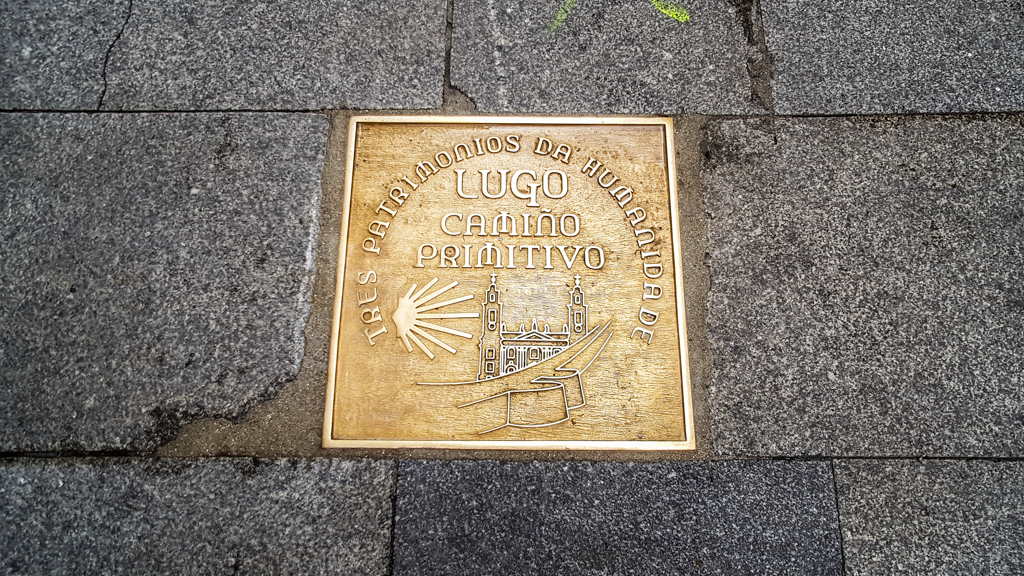 TRES PATRIMONIOS DA HUMANIDADE
LUGO
CAMIÑO
PRIMITIVO